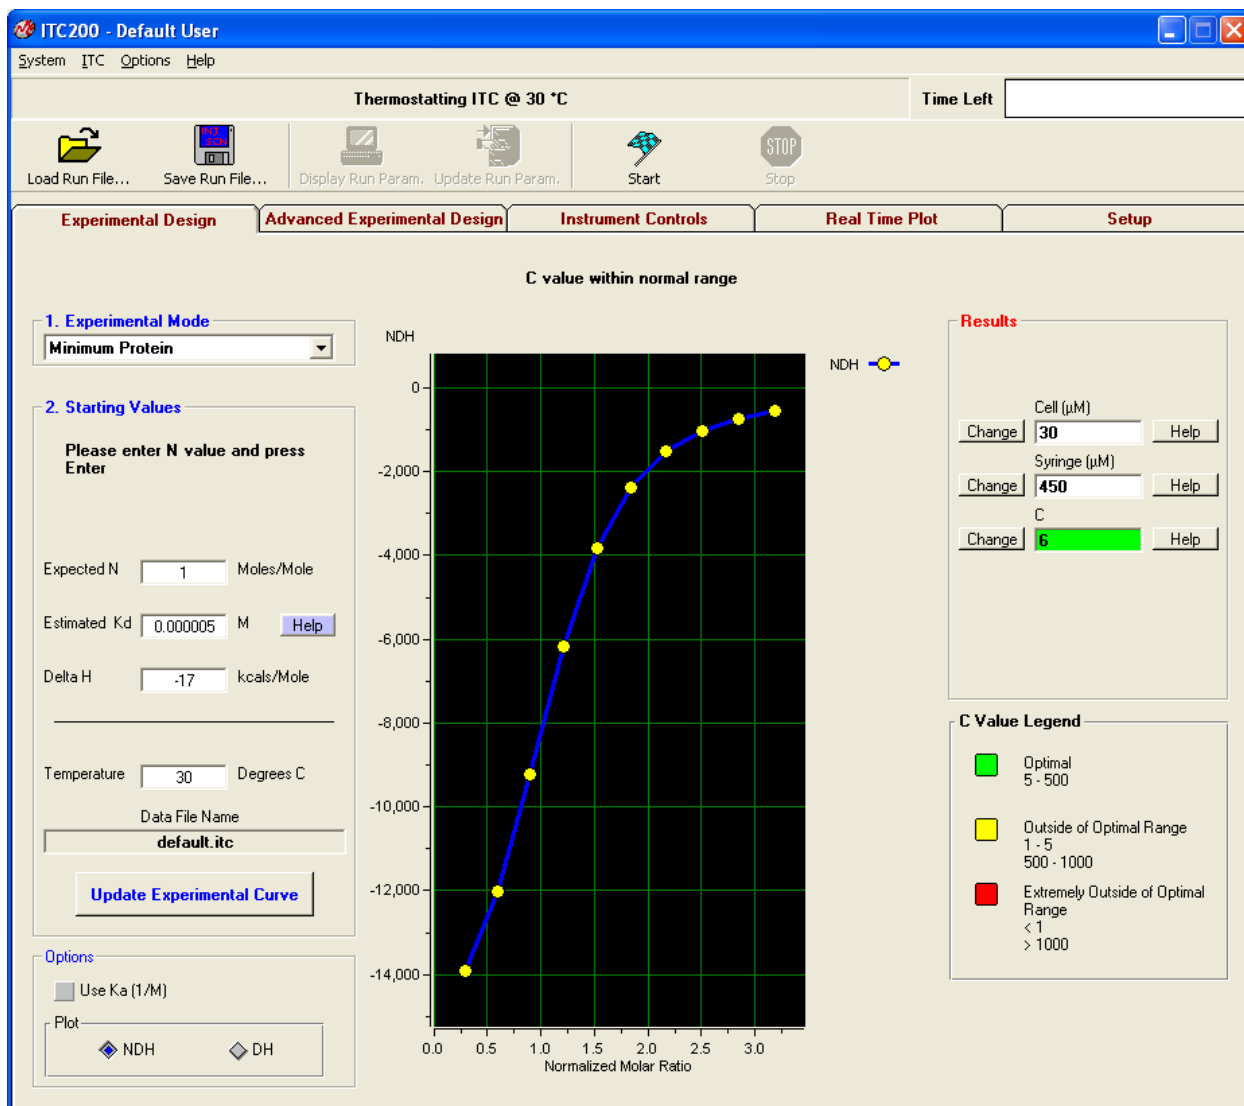 ITC200 - Default User
System ITC Options Help
Thermostatting ITC @ 30 °C
Time Left
Load Run File...
Save Run File...
Display Run Param.
Update Run Param.
Start
STOP
Stop
Experimental Design
Advanced Experimental Design
Instrument Controls
Real Time Plot
Setup
C value within normal range
1. Experimental Mode
Minimum Protein
2. Starting Values
Please enter N value and press
Enter
Expected N 1 Moles/Mole
Estimated Kd 0.000005 M Help
Delta H -17 kcals/Mole
Temperature 30 Degrees C
Data File Name
default.itc
Update Experimental Curve
Options
Use Ka (1/M)
Plot
NDH DH
NDH
0
-2,000
-4,000
-6,000
-8,000
-10,000
-12,000
-14,000
0.0 0.5 1.0 1.5 2.0 2.5 3.0
Normalized Molar Ratio
NDH
Results
Cell (µM)
Change 30 Help
Syringe (µM)
Change 450 Help
C
Change 6 Help
C Value Legend
Optimal
5 - 500
Outside of Optimal Range
1 - 5
500 - 1000
Extremely Outside of Optimal
Range
< 1
> 1000